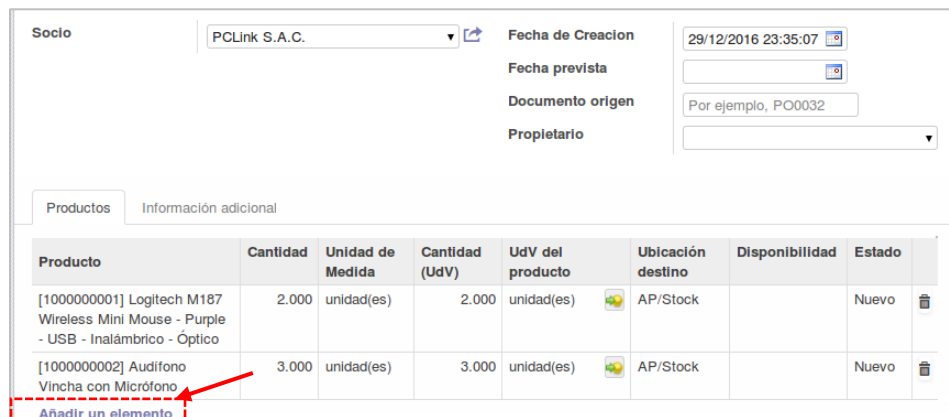 Socio
PCLink S.A.C.
Fecha de Creacion
29/12/2016 23:35:07
Fecha prevista
Documento origen
Por ejemplo, PO0032
Propietario
Productos
Información adicional
Producto
Cantidad
Unidad de
Medida
Cantidad
(UdV)
UdV del
producto
Ubicación
destino
Disponibilidad
Estado
[1000000001] Logitech M187
Wireless Mini Mouse - Purple
- USB - Inalámbrico - Óptico
2.000
unidad(es)
2.000
unidad(es)
AP/Stock
Nuevo
[1000000002] Audífono
Vincha con Micrófono
3.000
unidad(es)
3.000
unidad(es)
AP/Stock
Nuevo
Añadir un elemento